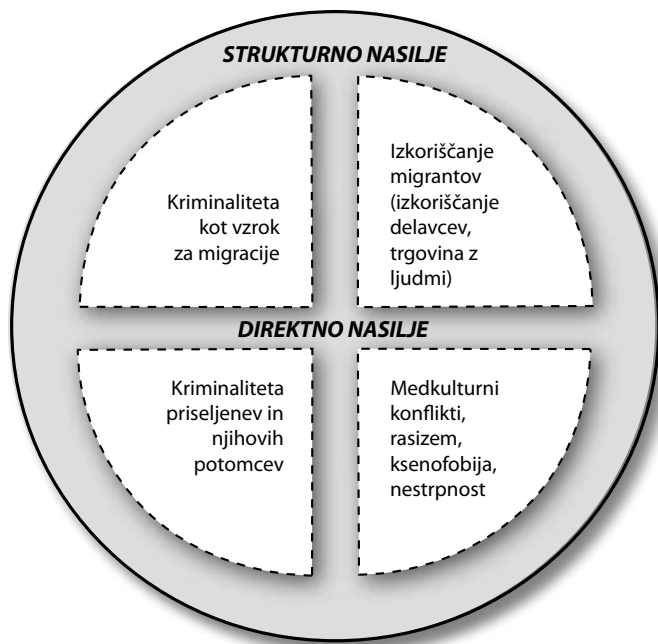 STRUKTURNO NASILJE
Kriminaliteta
kot vzrok
za migracije
Izkoriščanje
migrantov
(izkoriščanje
delavcev,
trgovina z
ljudmi)
DIREKTNO NASILJE
Kriminaliteta
priseljenev in
njihovih
potomcev
Medkulturni
konflikti,
rasizem,
ksenofobija,
nestrpnost